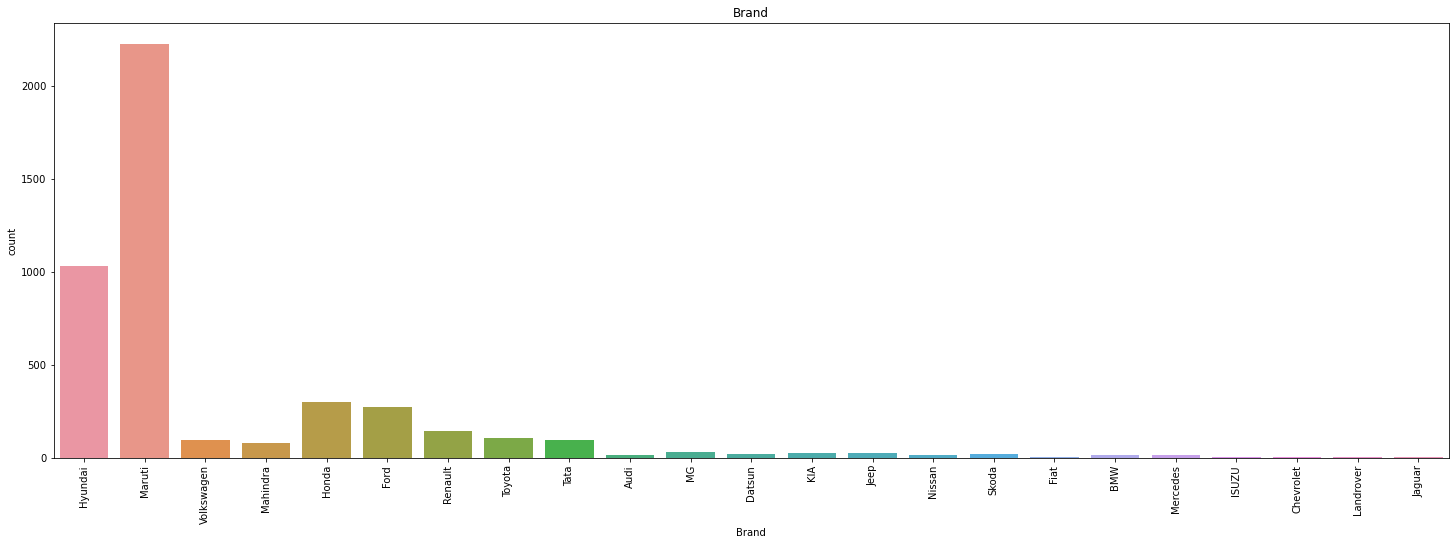 Brand
2000
1500
1000
500
0
count
Hyundai
Maruti
Volkswagen
Mahindra
Honda
Ford
Renault
Toyota
Tata
Audi
MG
Datsun
KIA
Jeep
Nissan
Skoda
Fiat
BMW
Mercedes
ISUZU
Chevrolet
Landrover
Jaguar
Brand